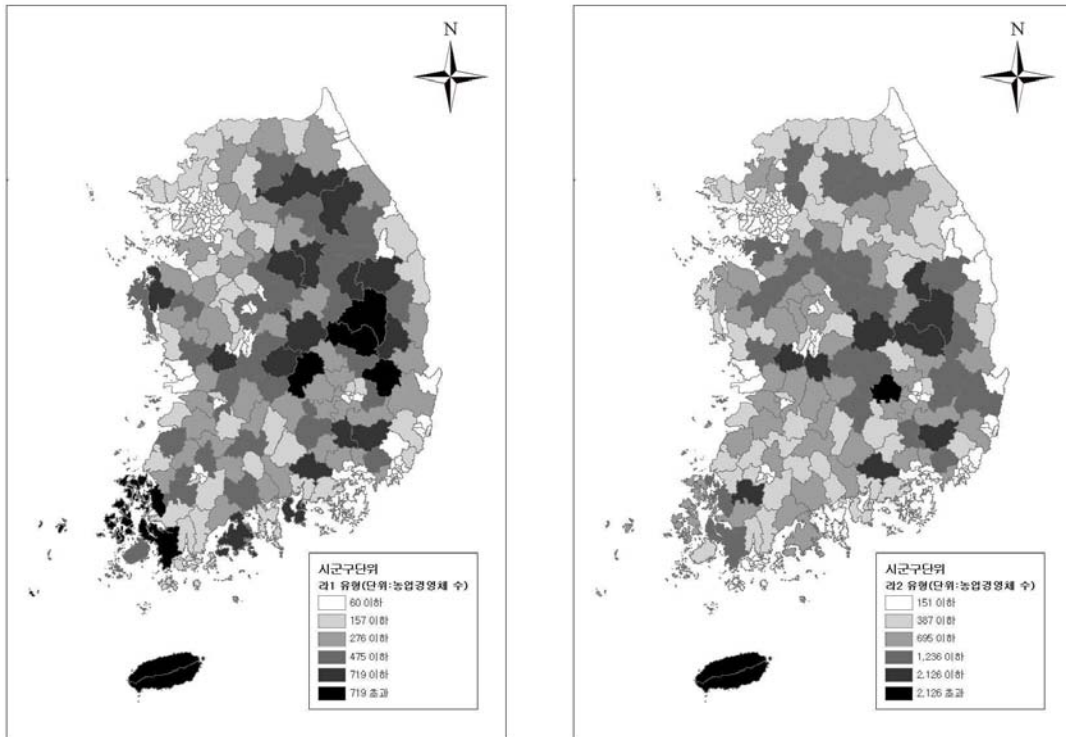 N
시군구단위
라1 유형(단위:농업경영체 수)
60 이하
157 이하
276 이하
475 이하
719 이하
719 초과
N
시군구단위
라2 유형(단위:농업경영체 수)
151 이하
387 이하
695 이하
1,236 이하
2,126 이하
2,126 초과